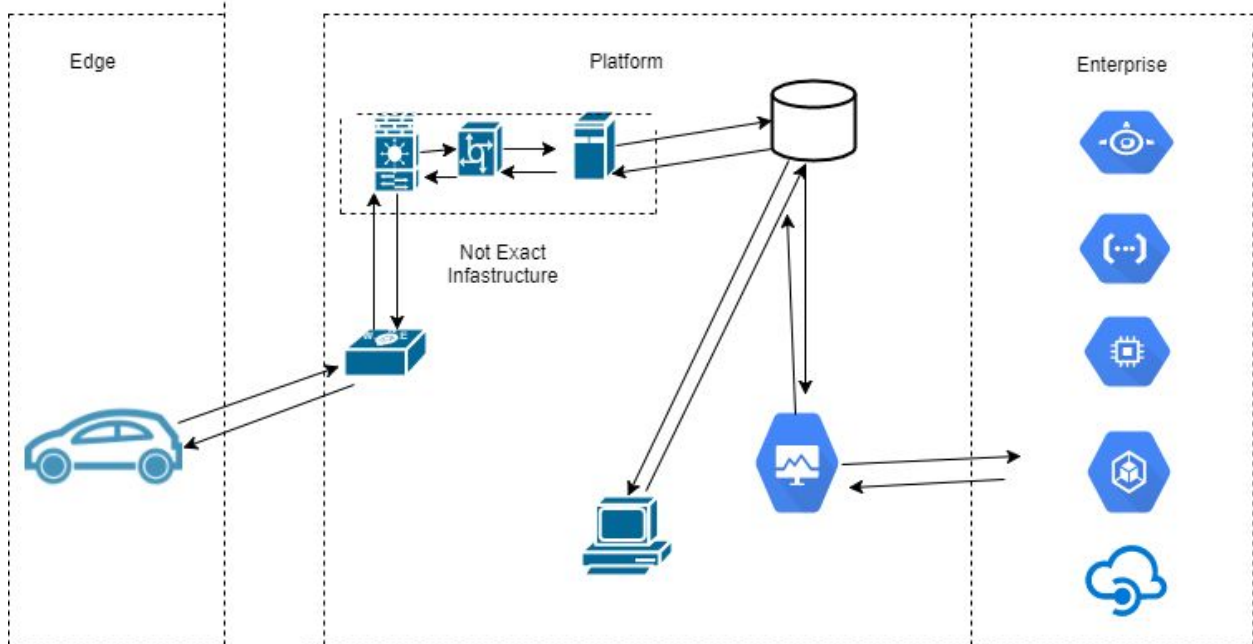 Edge
Platform
Enterprise
Not Exact
Infastructure
W E